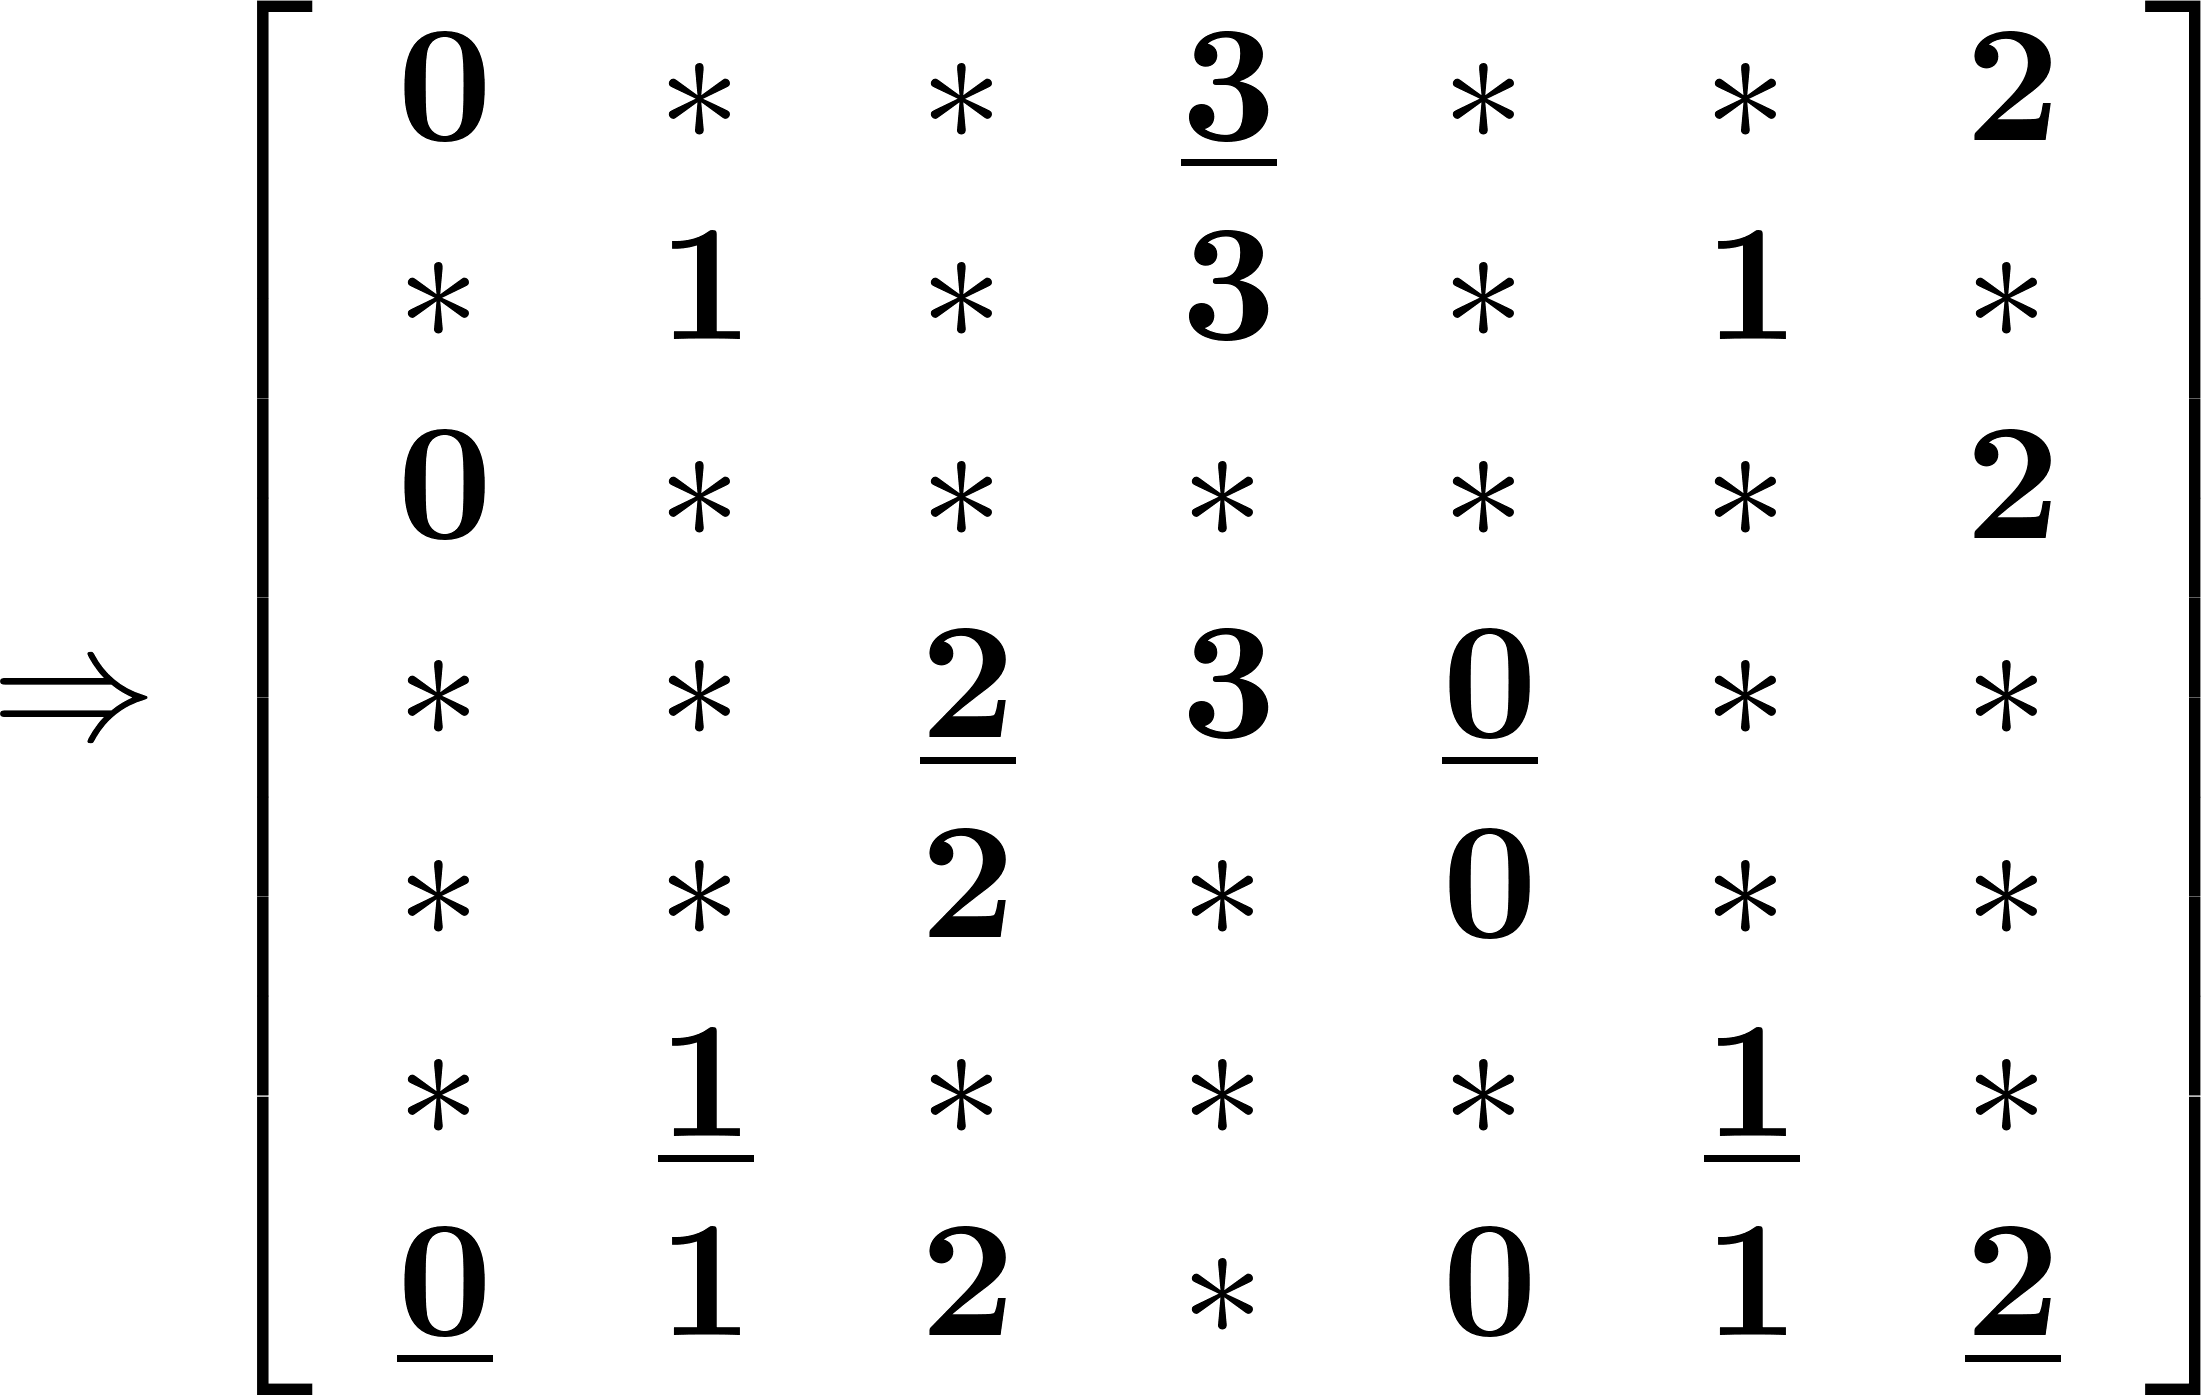 0 * * 3 * * 2
* 1 * 3 * 1 *
0 * * * * * 2
⇒ * * 2 3 0 * *
* * 2 * 0 * *
* 1 * * * 1 *
0 1 2 * 0 1 2